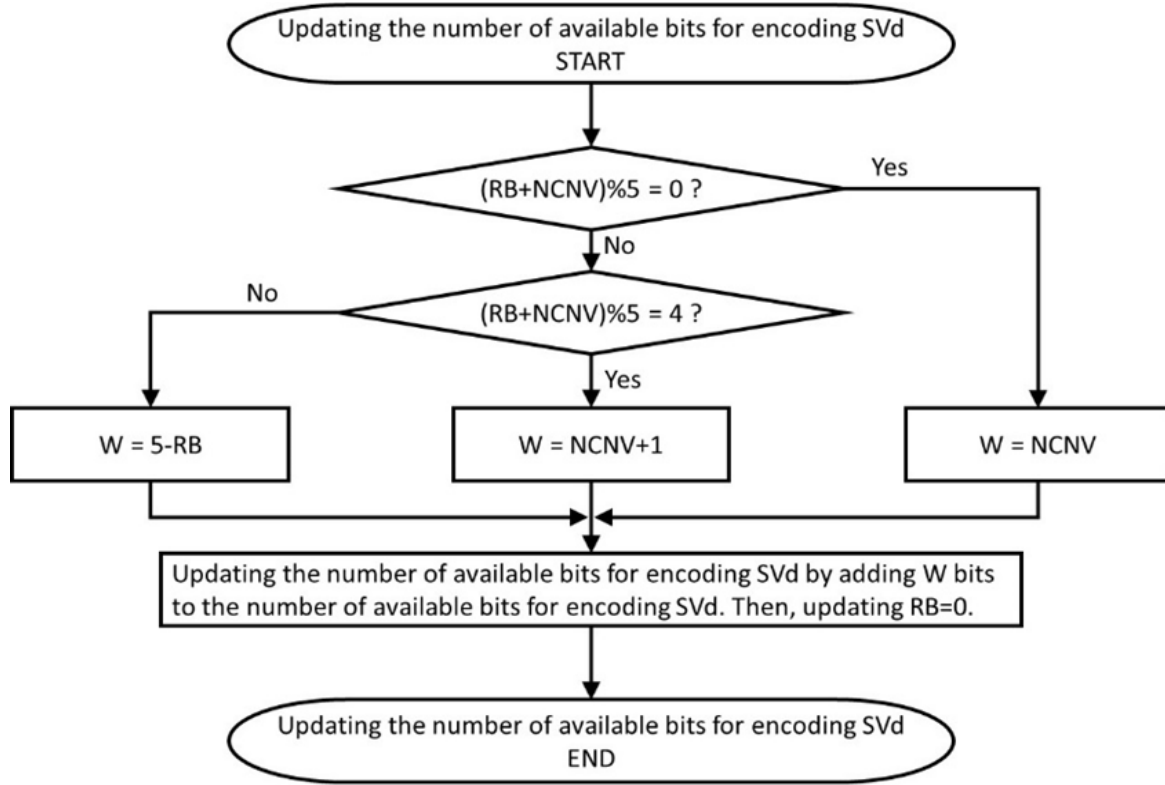 Updating the number of available bits for encoding SVd
START
(RB+NCNV)%5 = 0 ?
Yes
No
(RB+NCNV)%5 = 4 ?
No
Yes
W = 5-RB
W = NCNV+1
W = NCNV
Updating the number of available bits for encoding SVd by adding W bits
to the number of available bits for encoding SVd. Then, updating RB=0.
Updating the number of available bits for encoding SVd
END